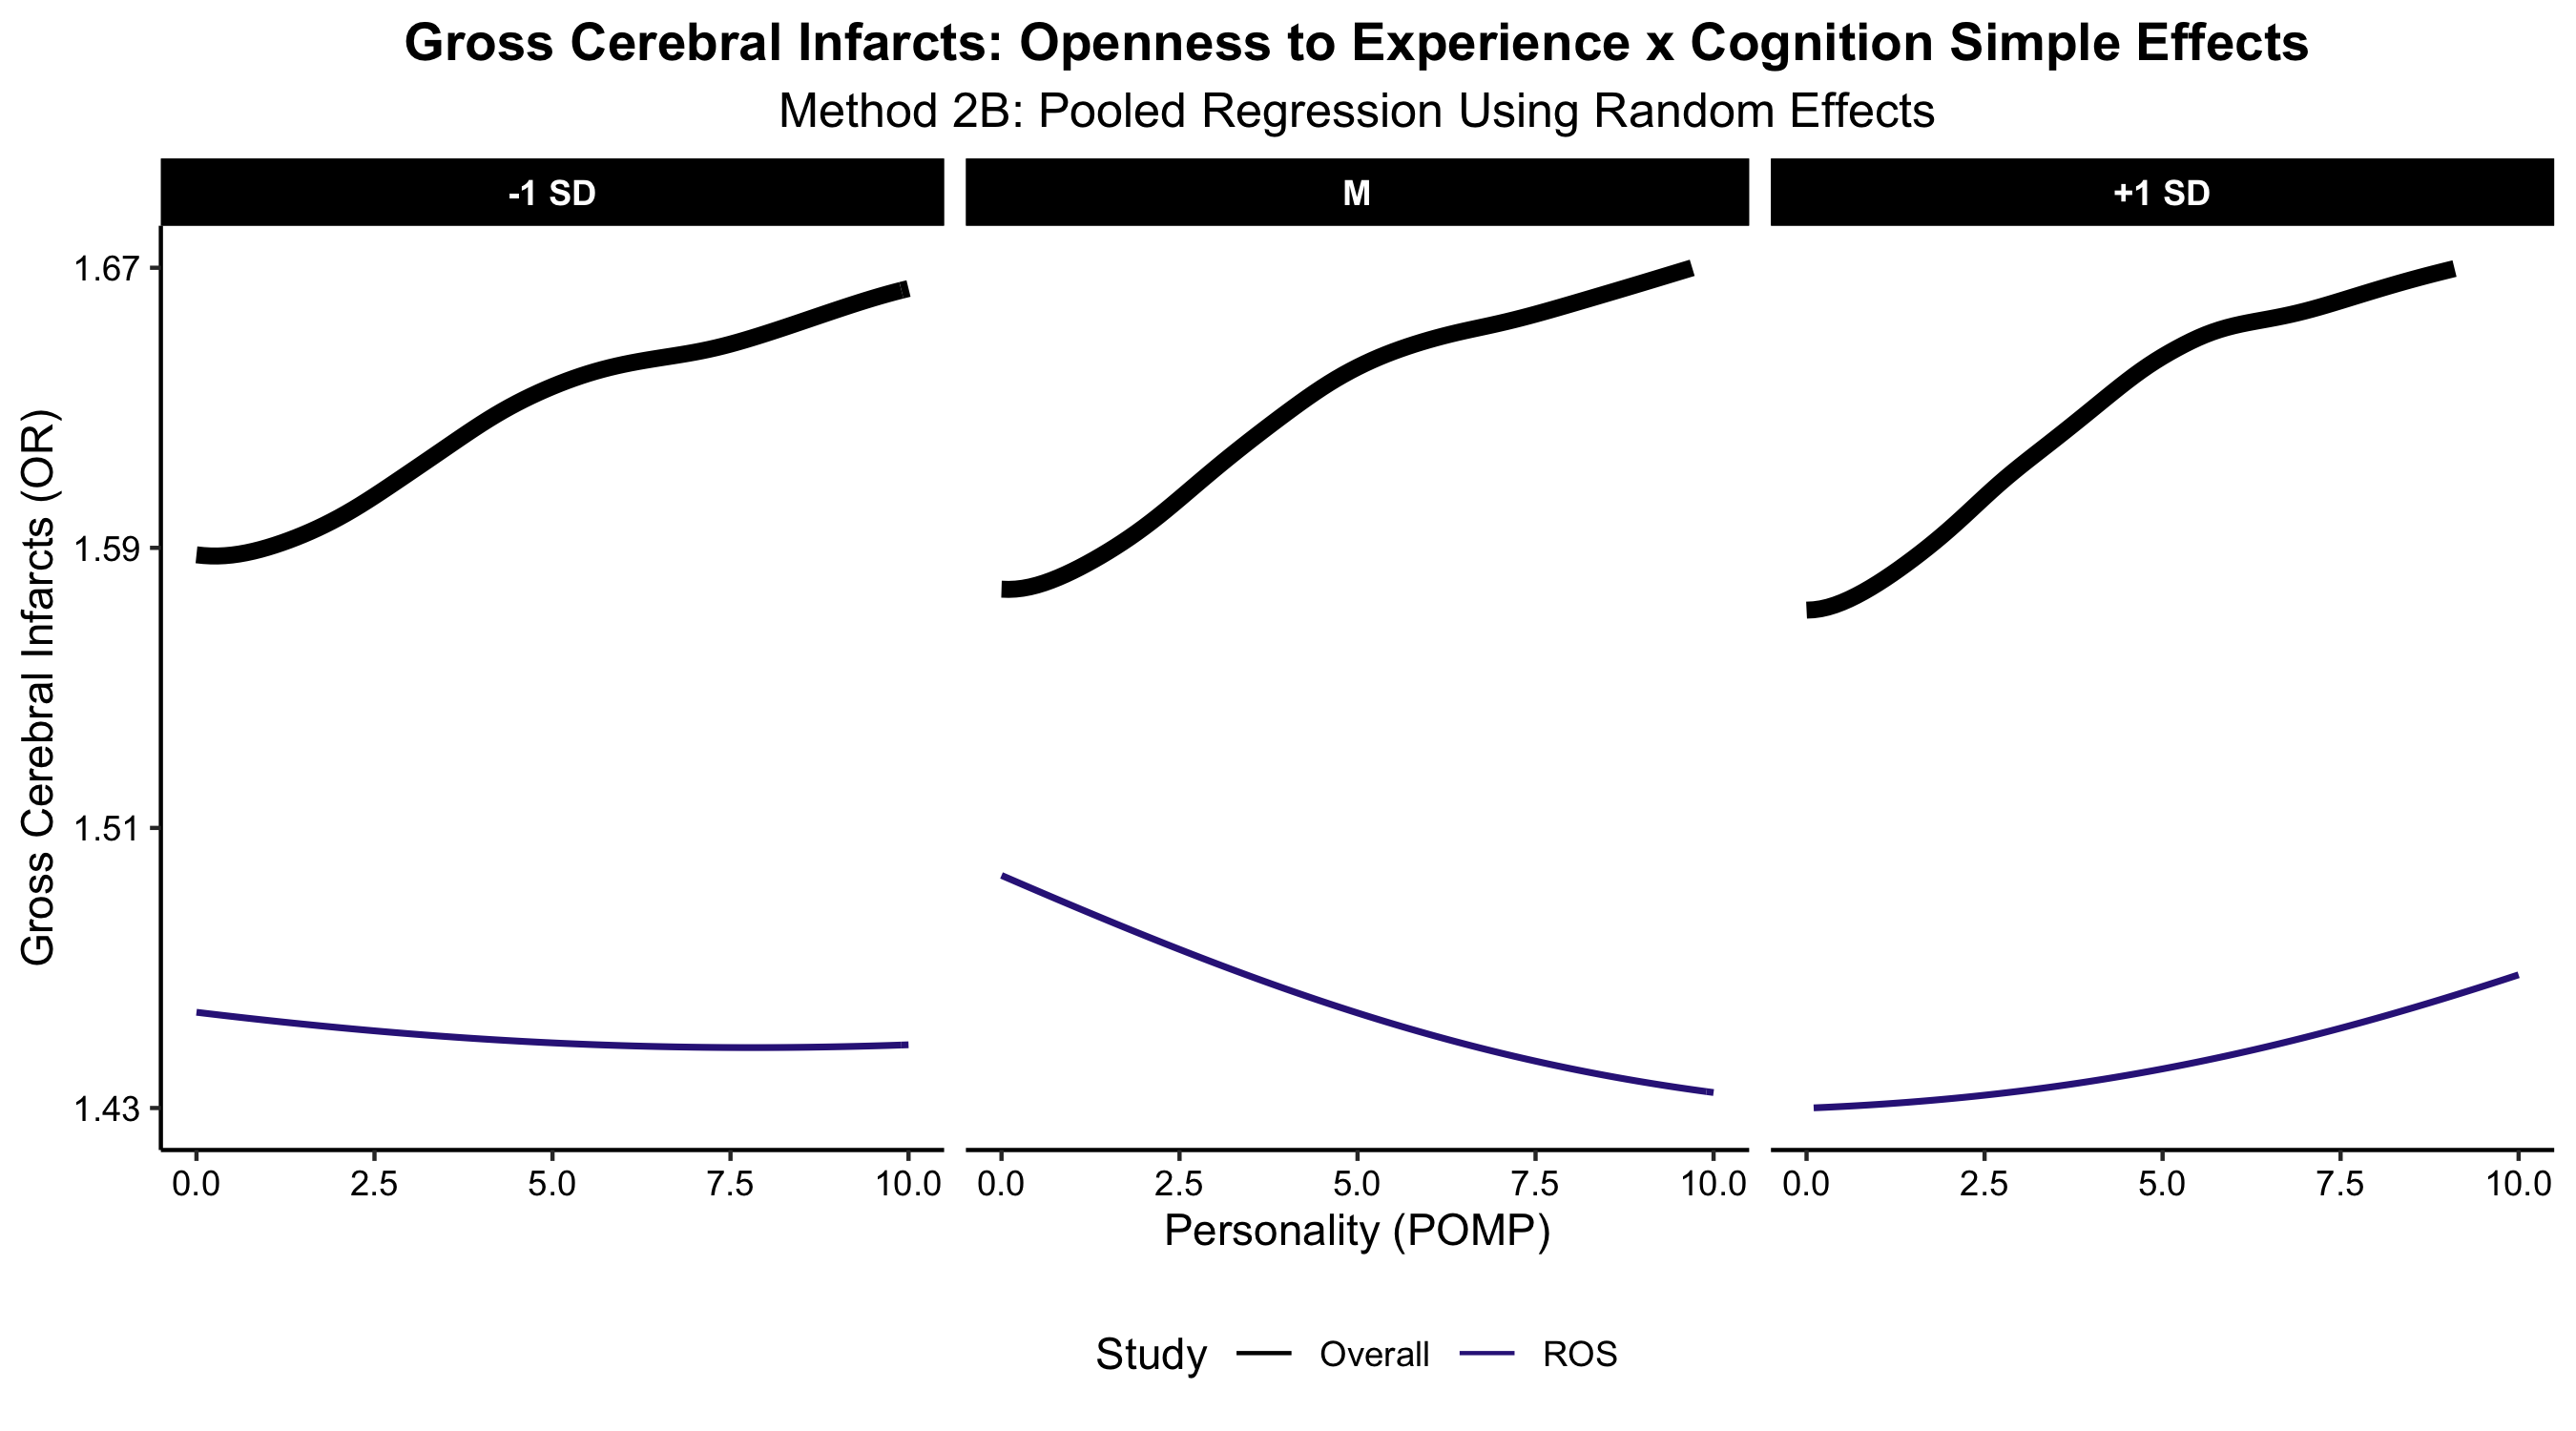 Gross Cerebral Infarcts: Openness to Experience x Cognition Simple Effects
Method 2B: Pooled Regression Using Random Effects
-1 SD
M
+1 SD
Gross Cerebral Infarcts (OR)
1.67
1.59
1.51
1.43
0.0 2.5 5.0 7.5 10.0
0.0 2.5 5.0 7.5 10.0
0.0 2.5 5.0 7.5 10.0
Personality (POMP)
Study Overall ROS